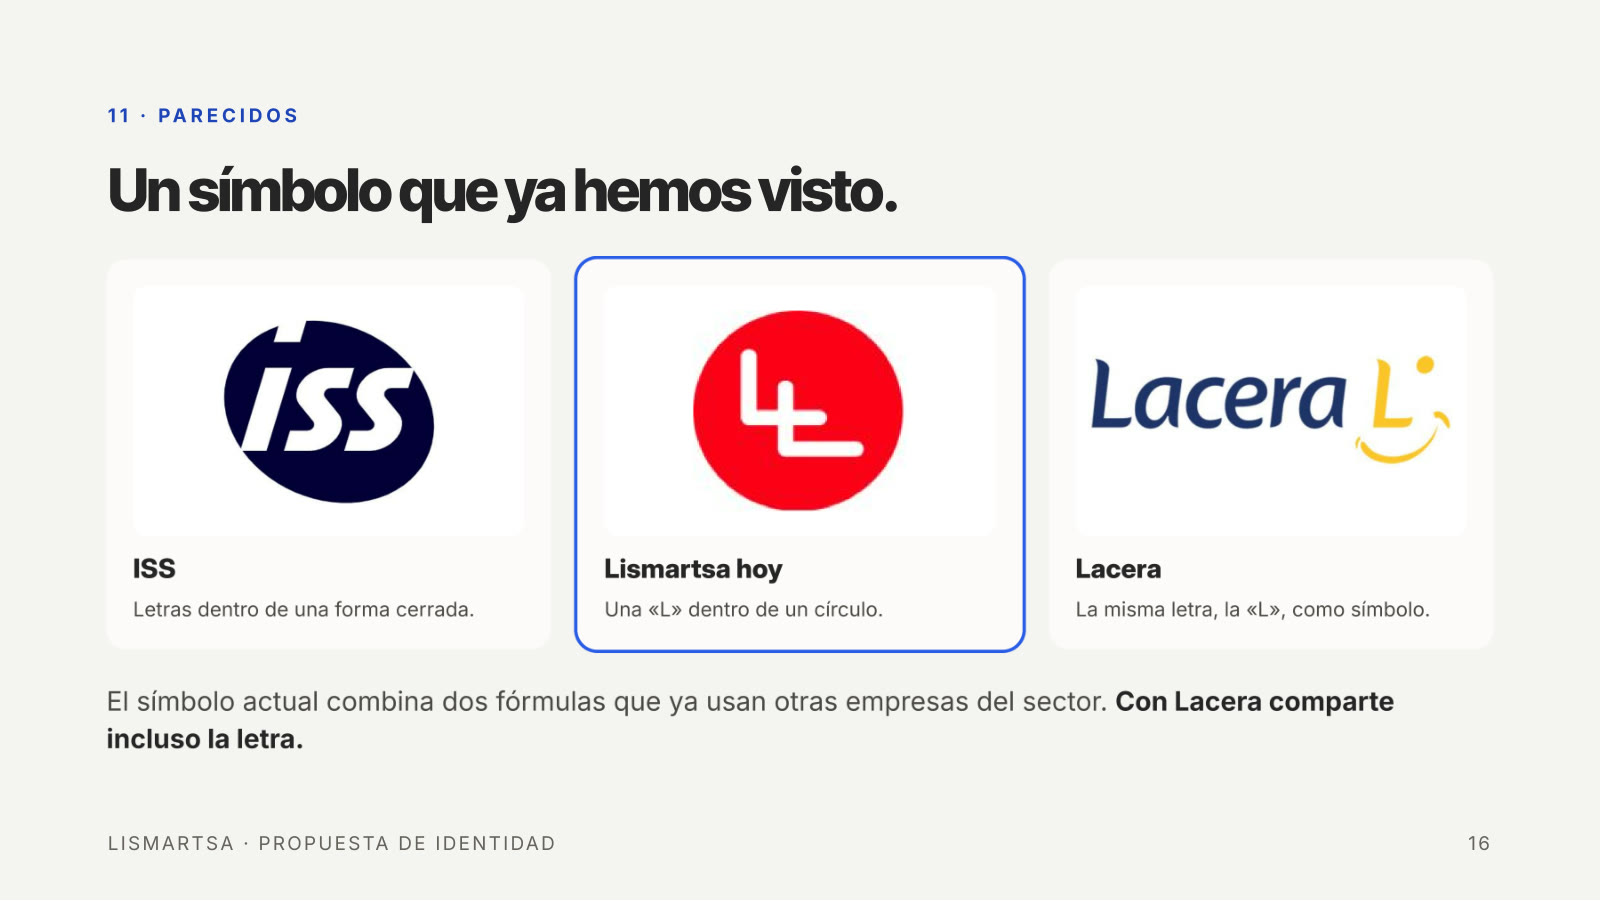 11 · PARECIDOS
Un símbolo que ya hemos visto.
iss
LL
Lacera L
ISS
Letras dentro de una forma cerrada.
Lismartsa hoy
Una «L» dentro de un círculo.
Lacera
La misma letra, la «L», como símbolo.
El símbolo actual combina dos fórmulas que ya usan otras empresas del sector. Con Lacera comparte
incluso la letra.
LISMARTSA · PROPUESTA DE IDENTIDAD
16